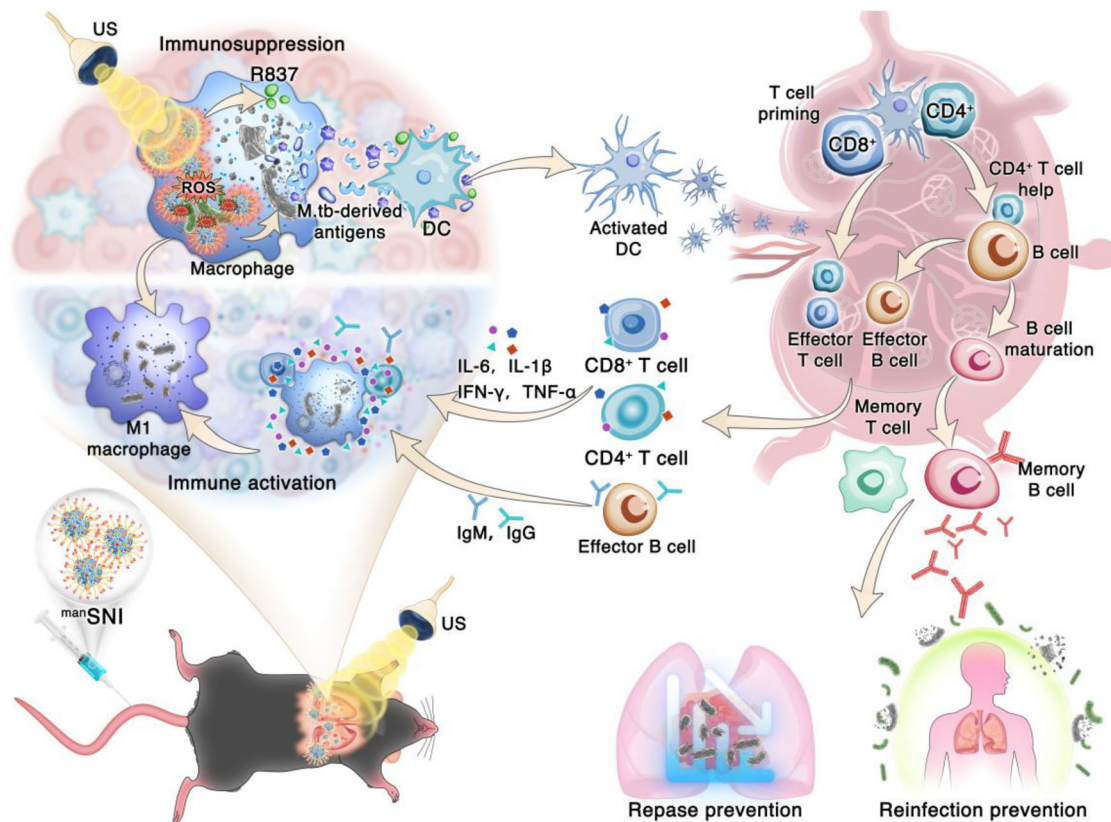 US
Immunosuppression
R837
ROS
M.tb-derived
antigens
DC
Macrophage
Activated
DC
T cell
priming
CD8⁺
CD4⁺
CD4⁺ T cell
help
B cell
Effector
T cell
Effector
B cell
B cell
maturation
M1
macrophage
Immune activation
IL-6, IL-1β
IFN-γ, TNF-α
CD8⁺ T cell
CD4⁺ T cell
IgM, IgG
Effector B cell
Memory
T cell
Memory
B cell
manSNI
US
Repase prevention
Reinfection prevention